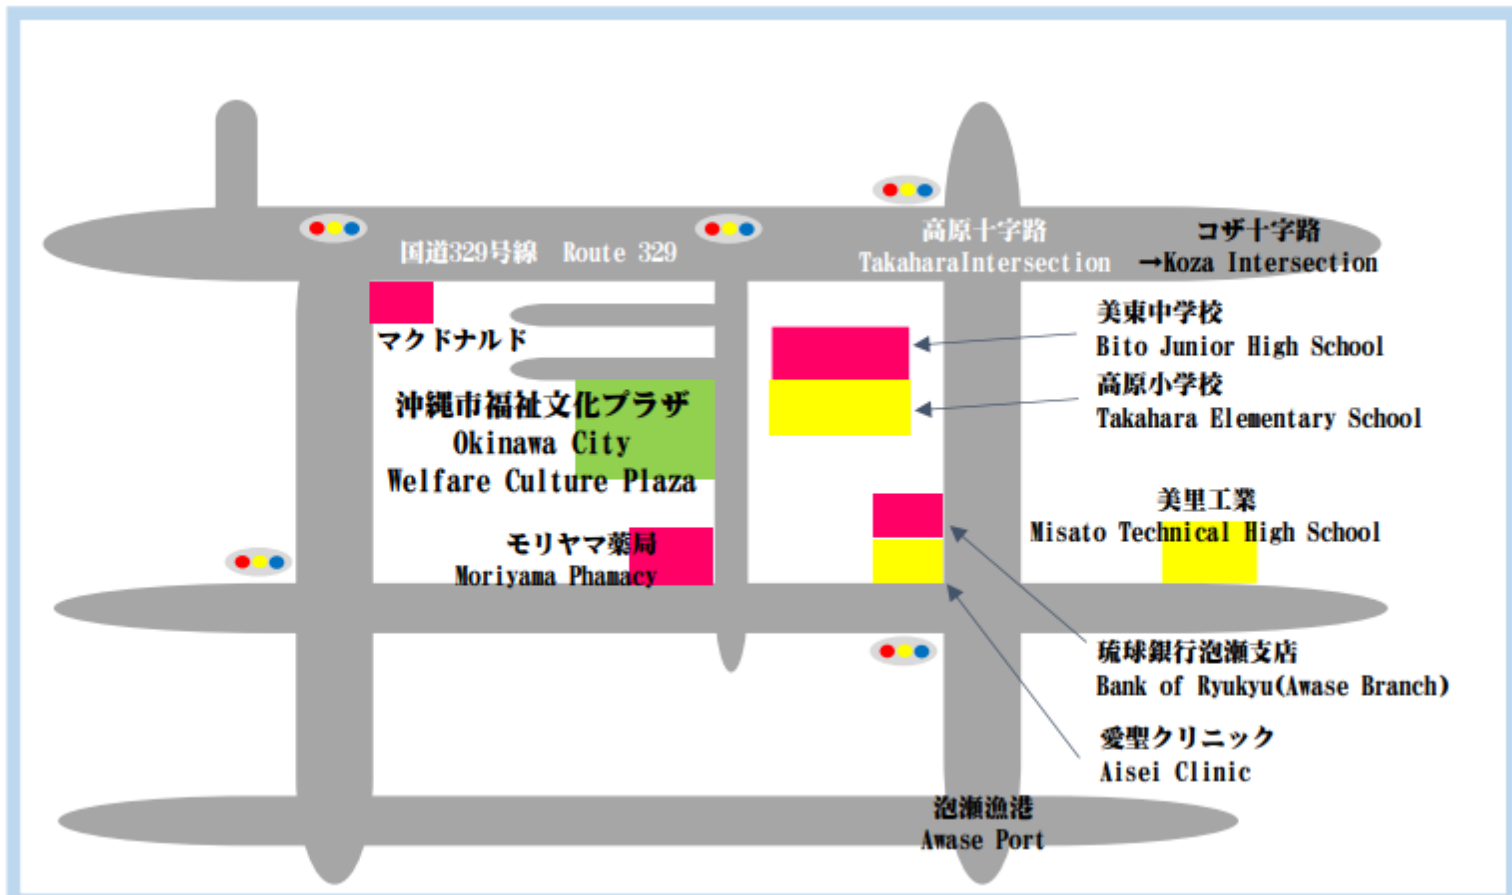 国道329号線 Route 329
高原十字路
TakaharaIntersection
コザ十字路
→Koza Intersection
マクドナルド
美東中学校
Bito Junior High School
高原小学校
Takahara Elementary School
沖縄市福祉文化プラザ
Okinawa City
Welfare Culture Plaza
美里工業
Misato Technical High School
モリヤマ薬局
Moriyama Phamacy
琉球銀行泡瀬支店
Bank of Ryukyu(Awase Branch)
愛聖クリニック
Aisei Clinic
泡瀬漁港
Awase Port